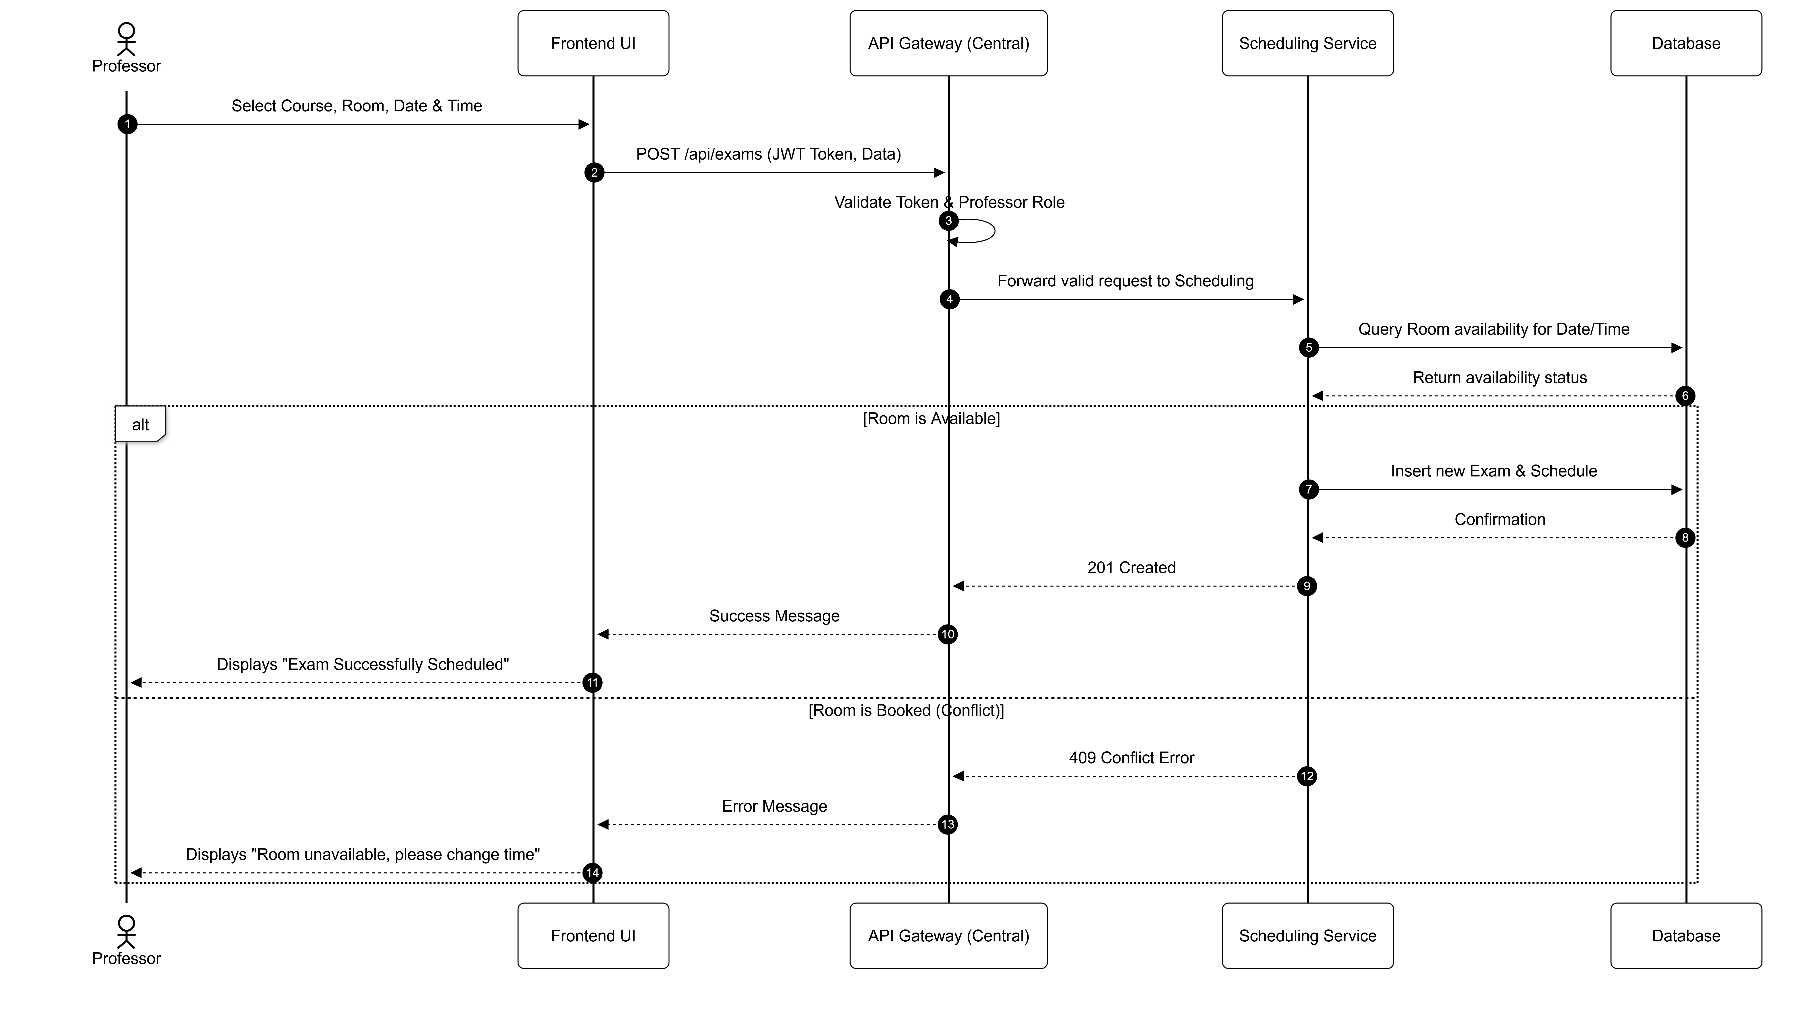 Professor
Frontend UI
API Gateway (Central)
Scheduling Service
Database
Select Course, Room, Date & Time
1
POST /api/exams (JWT Token, Data)
2
Validate Token & Professor Role
3
Forward valid request to Scheduling
4
Query Room availability for Date/Time
5
Return availability status
6
alt
[Room is Available]
Insert new Exam & Schedule
7
Confirmation
8
201 Created
9
Success Message
10
Displays "Exam Successfully Scheduled"
11
[Room is Booked (Conflict)]
409 Conflict Error
12
Error Message
13
Displays "Room unavailable, please change time"
14
Professor
Frontend UI
API Gateway (Central)
Scheduling Service
Database